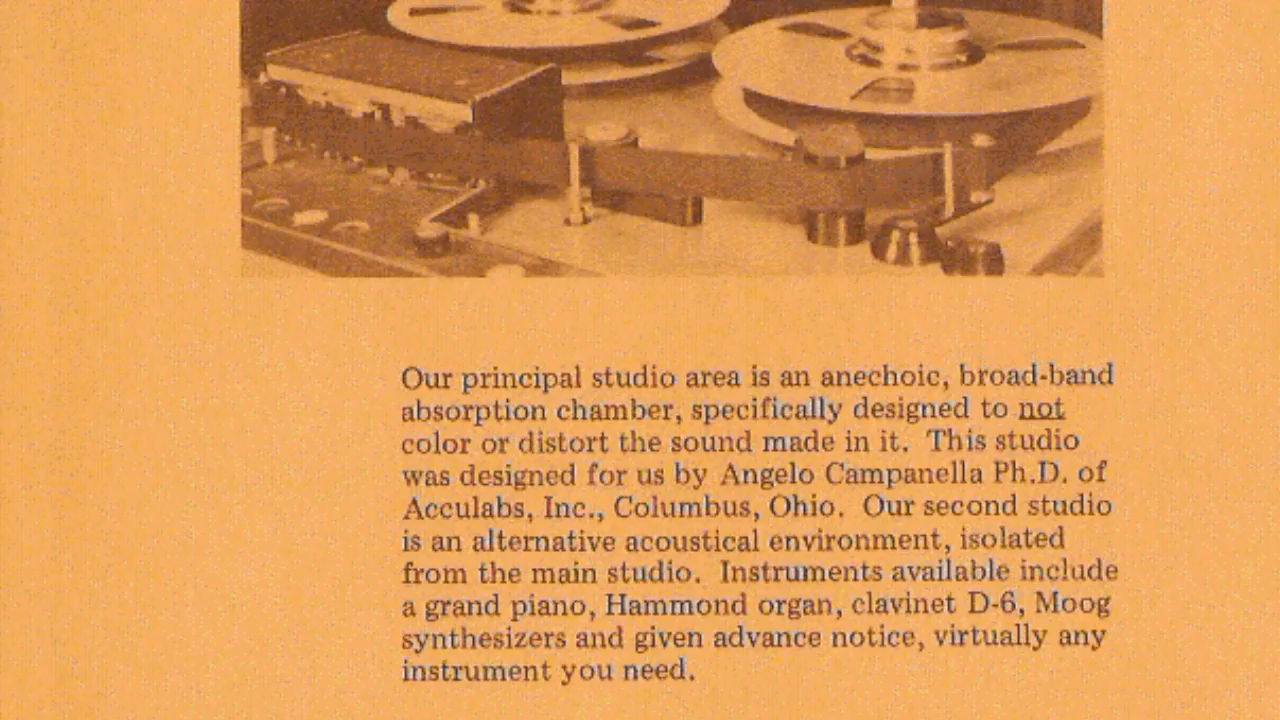 Our principal studio area is an anechoic, broad-band
absorption chamber, specifically designed to not
color or distort the sound made in it. This studio
was designed for us by Angelo Campanella Ph.D. of
Acculabs, Inc., Columbus, Ohio. Our second studio
is an alternative acoustical environment, isolated
from the main studio. Instruments available include
a grand piano, Hammond organ, clavinet D-6, Moog
synthesizers and given advance notice, virtually any
instrument you need.